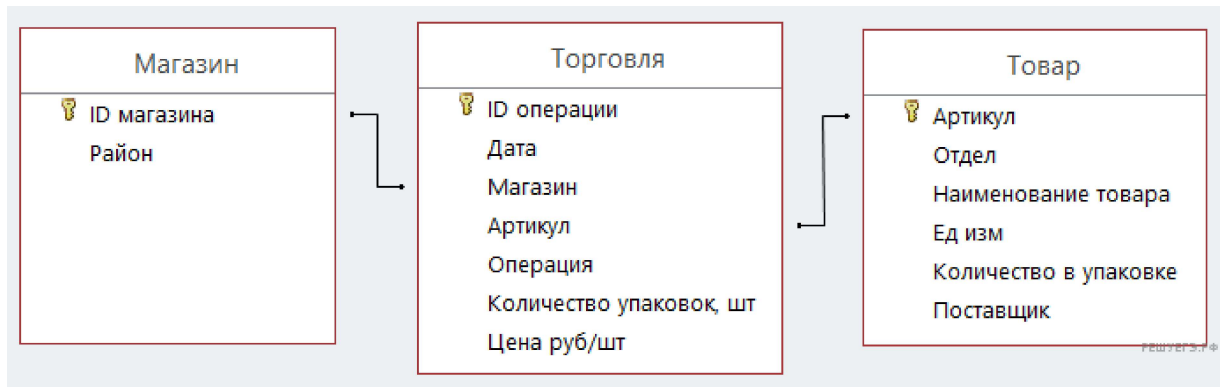 Магазин
ID магазина
Район
Торговля
ID операции
Дата
Магазин
Артикул
Операция
Количество упаковок, шт
Цена руб/шт
Товар
Артикул
Отдел
Наименование товара
Ед изм
Количество в упаковке
Поставщик
РЕШУЕГЭ.РФ